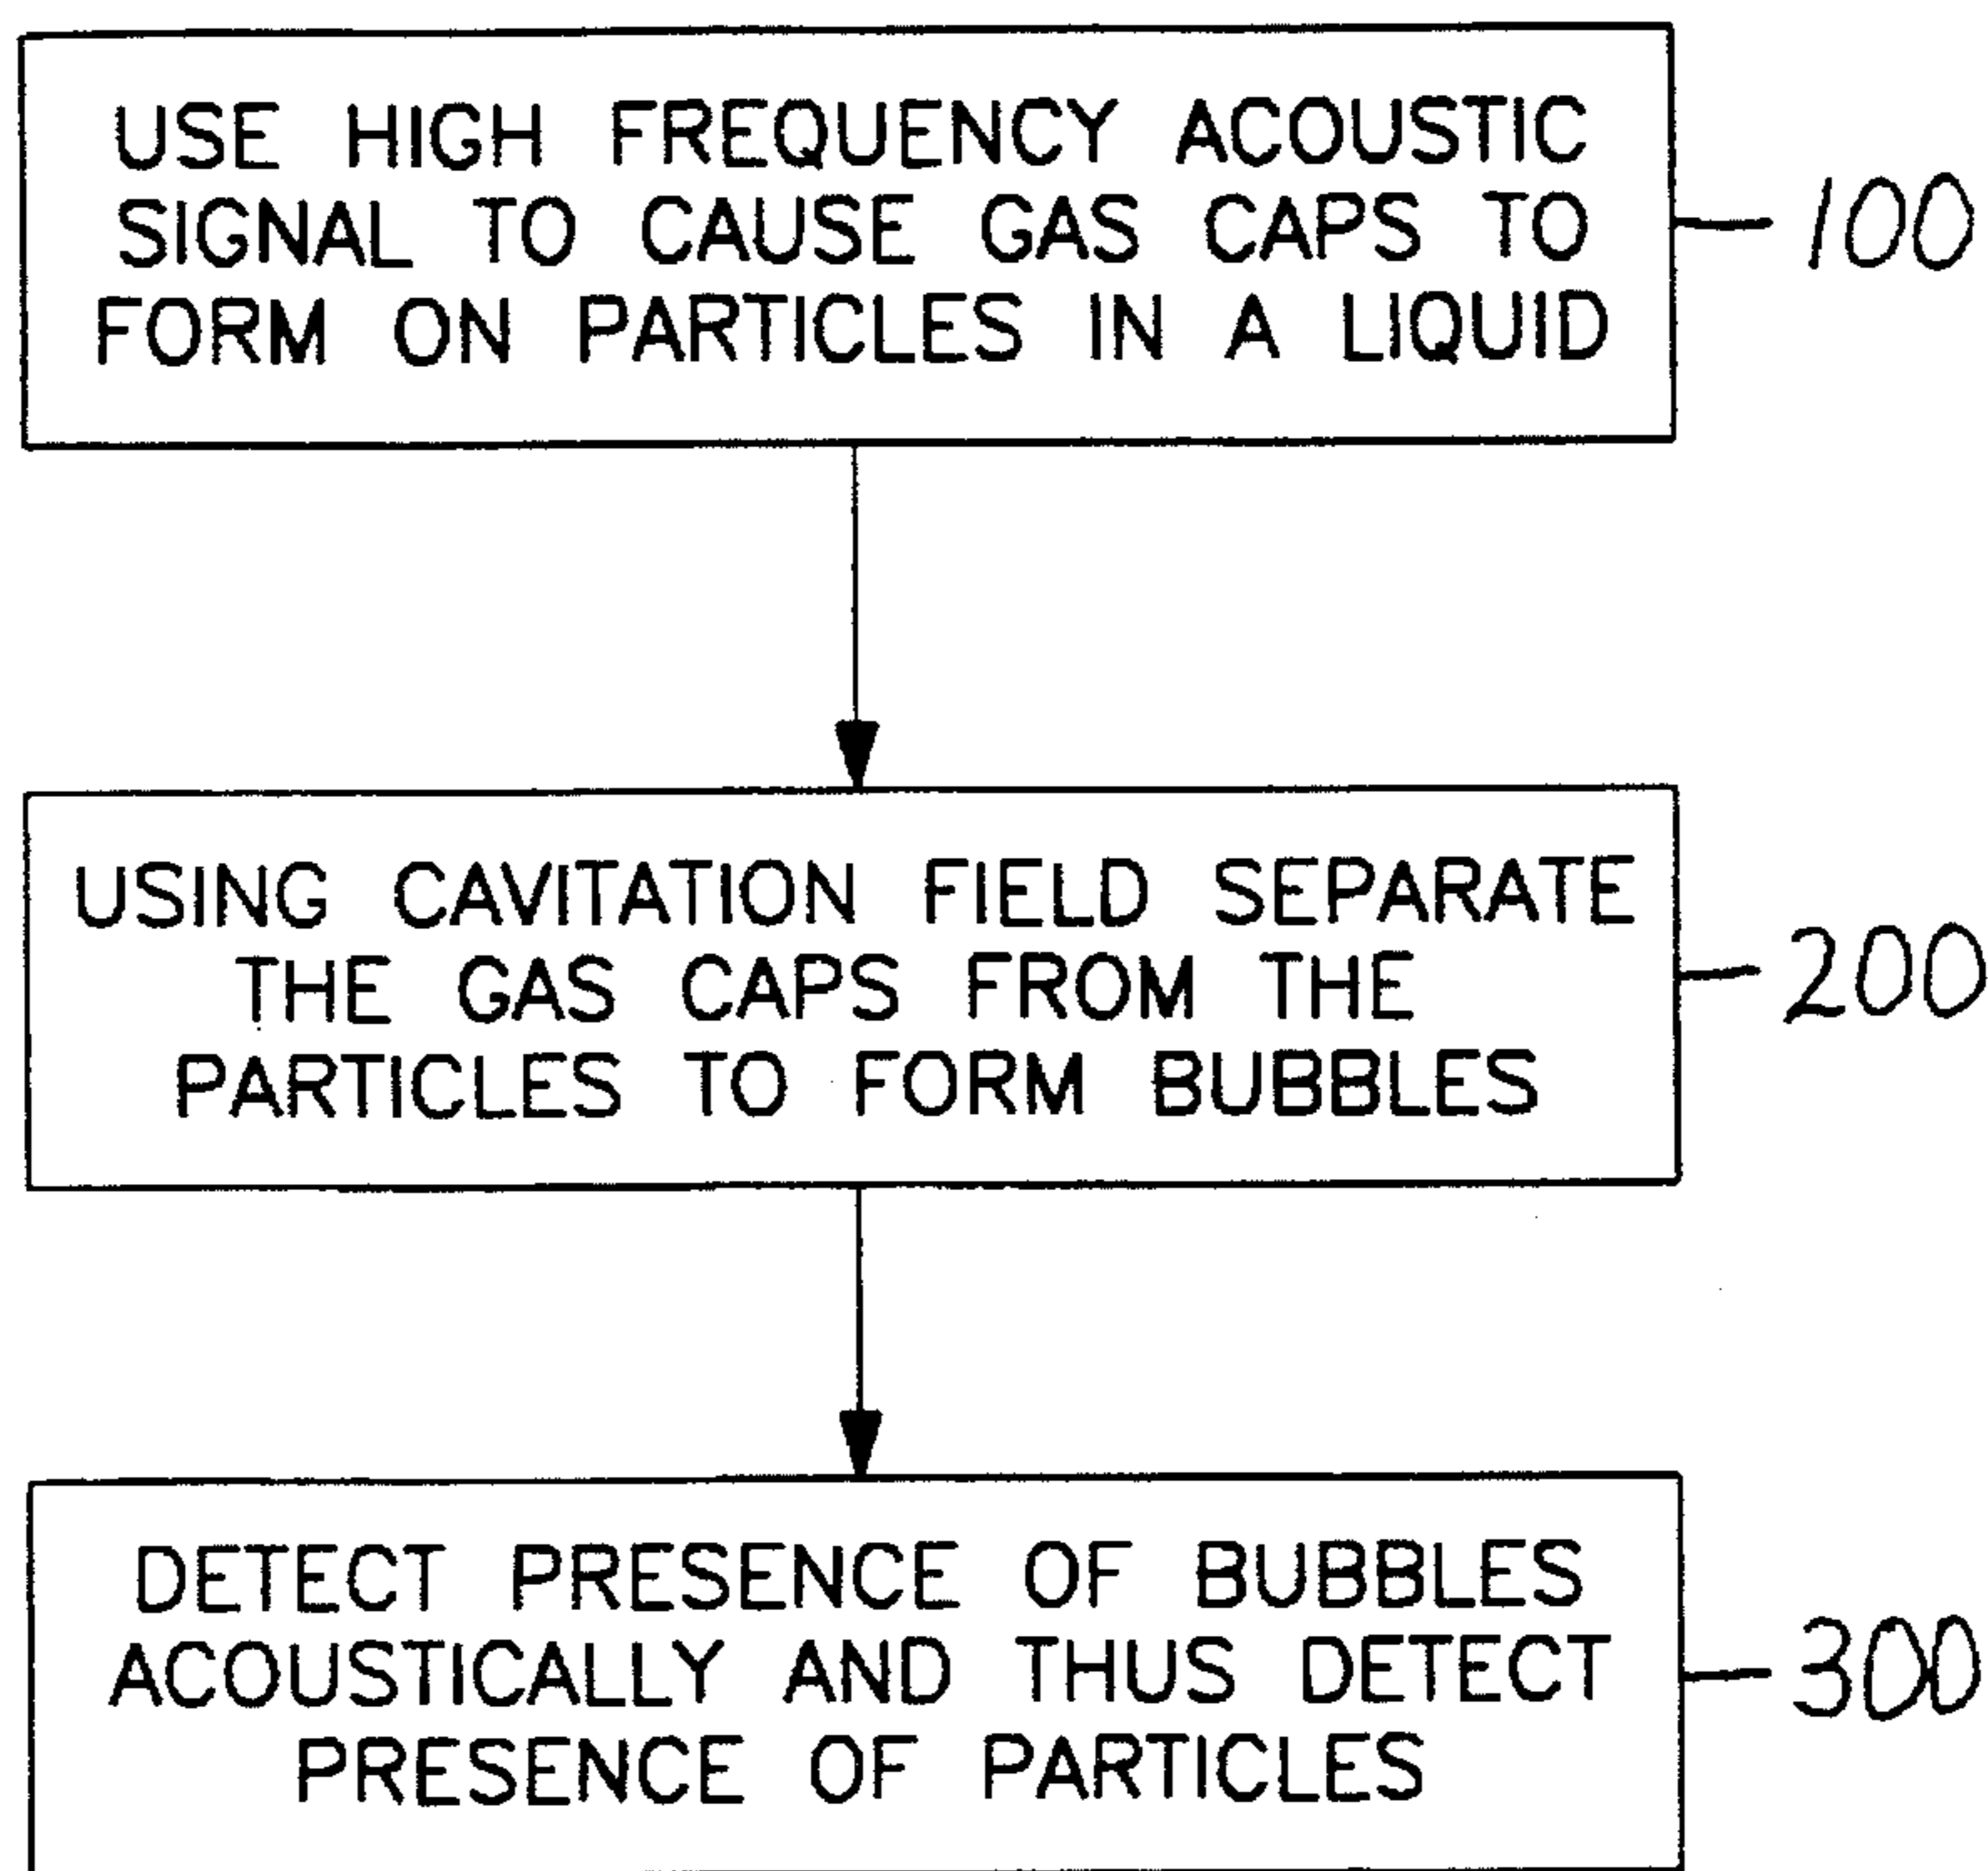 USE HIGH FREQUENCY ACOUSTIC
SIGNAL TO CAUSE GAS CAPS TO
FORM ON PARTICLES IN A LIQUID
100
USING CAVITATION FIELD SEPARATE
THE GAS CAPS FROM THE
PARTICLES TO FORM BUBBLES
200
DETECT PRESENCE OF BUBBLES
ACOUSTICALLY AND THUS DETECT
PRESENCE OF PARTICLES
300